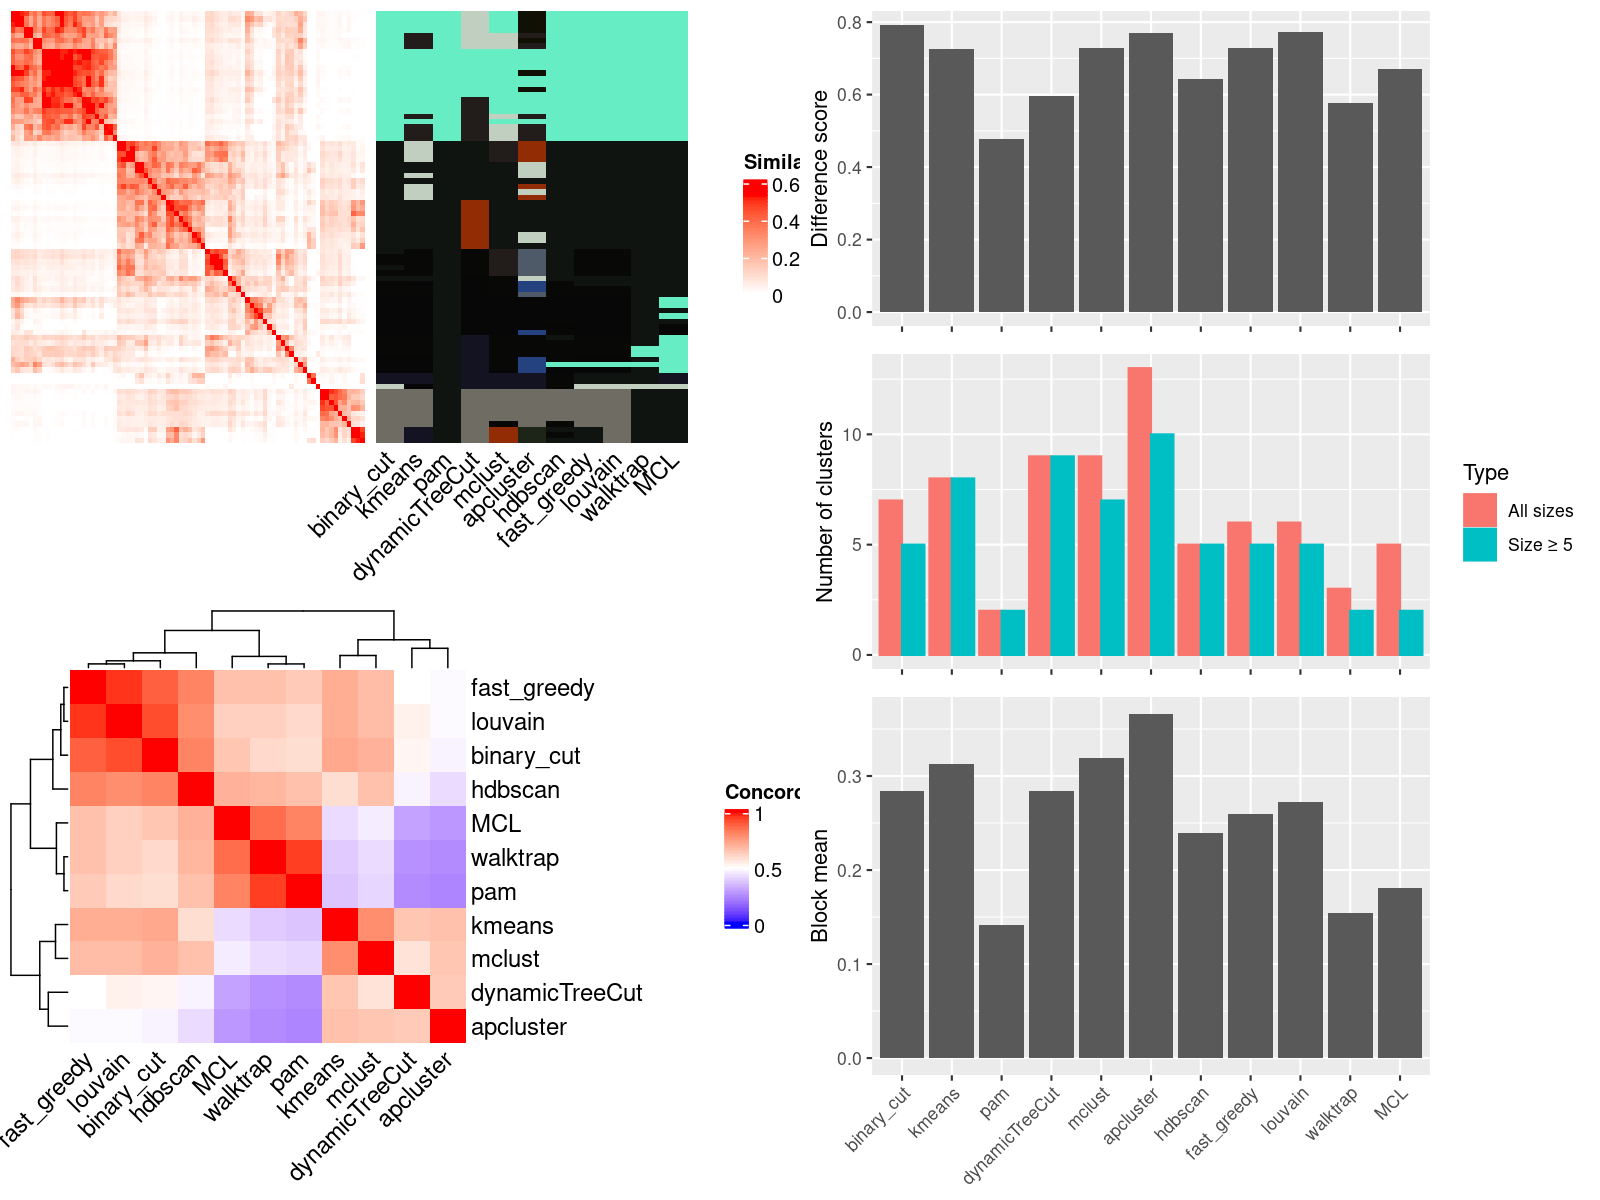 Simila
0.6
0.4
0.2
0
binary_cut
kmeans
pam
dynamicTreeCut
mclust
apcluster
hdbscan
fast_greedy
louvain
walktrap
MCL
fast_greedy
louvain
binary_cut
hdbscan
MCL
walktrap
pam
kmeans
mclust
dynamicTreeCut
apcluster
fast_greedy
louvain
binary_cut
hdbscan
MCL
walktrap
pam
kmeans
mclust
dynamicTreeCut
apcluster
Concord
1
0.5
0
Difference score
0.8
0.6
0.4
0.2
0.0
Number of clusters
10
5
0
Type
All sizes
Size ≥ 5
Block mean
0.3
0.2
0.1
0.0
binary_cut
kmeans
pam
dynamicTreeCut
mclust
apcluster
hdbscan
fast_greedy
louvain
walktrap
MCL